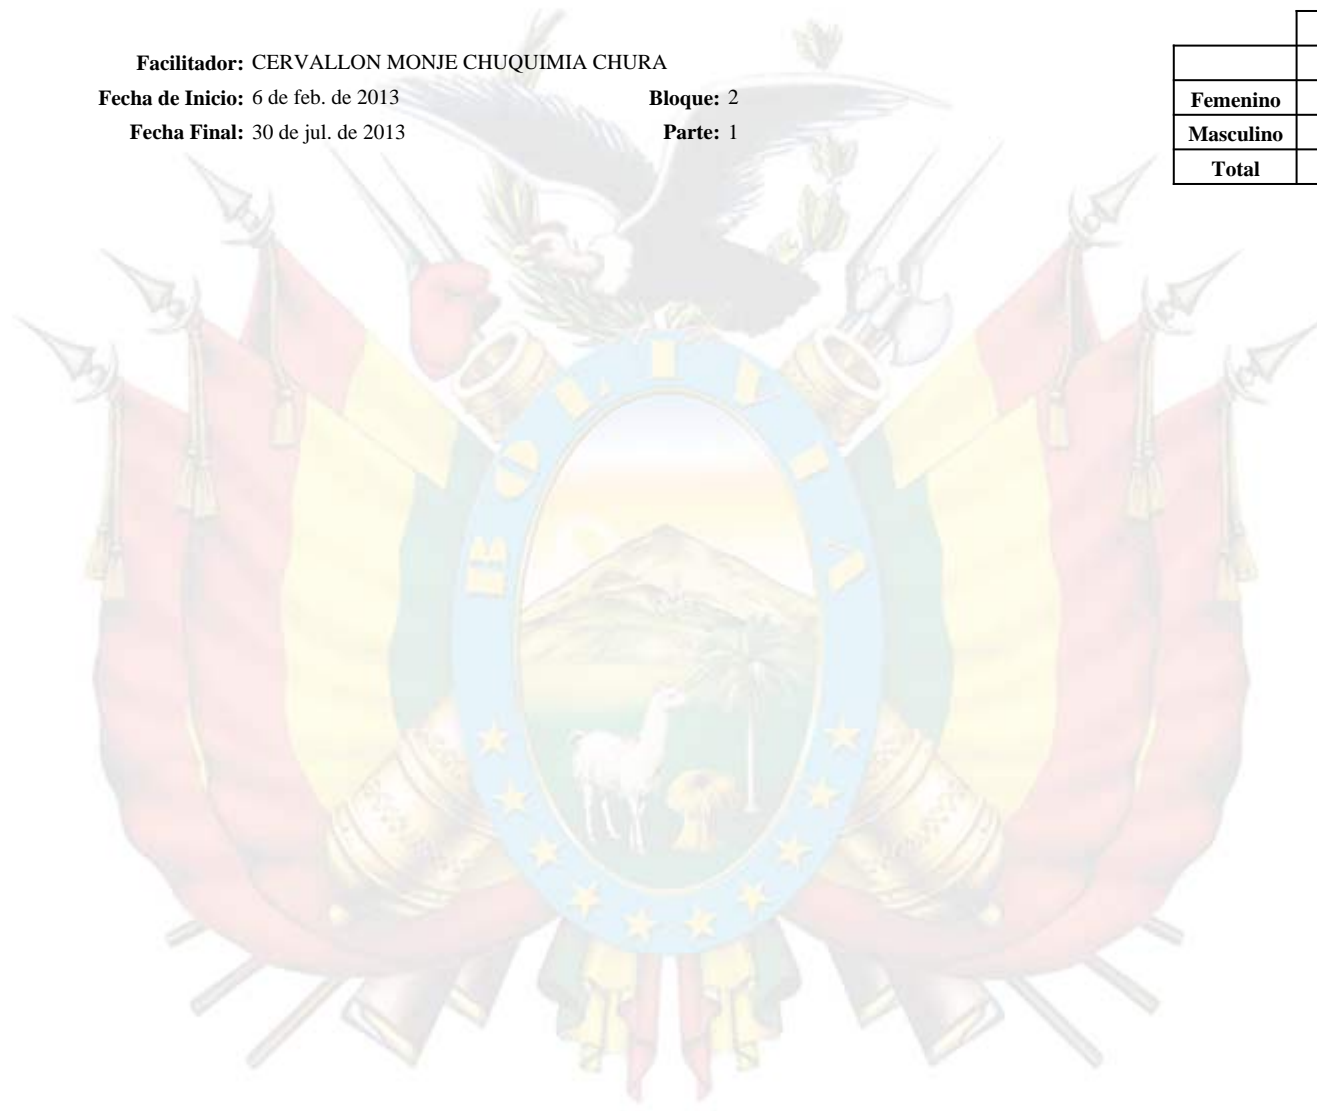 Facilitador: CERVALLON MONJE CHUQUIMIA CHURA
Fecha de Inicio: 6 de feb. de 2013 Bloque: 2
Fecha Final: 30 de jul. de 2013 Parte: 1
Femenino
Masculino
Total
BOLIVIA